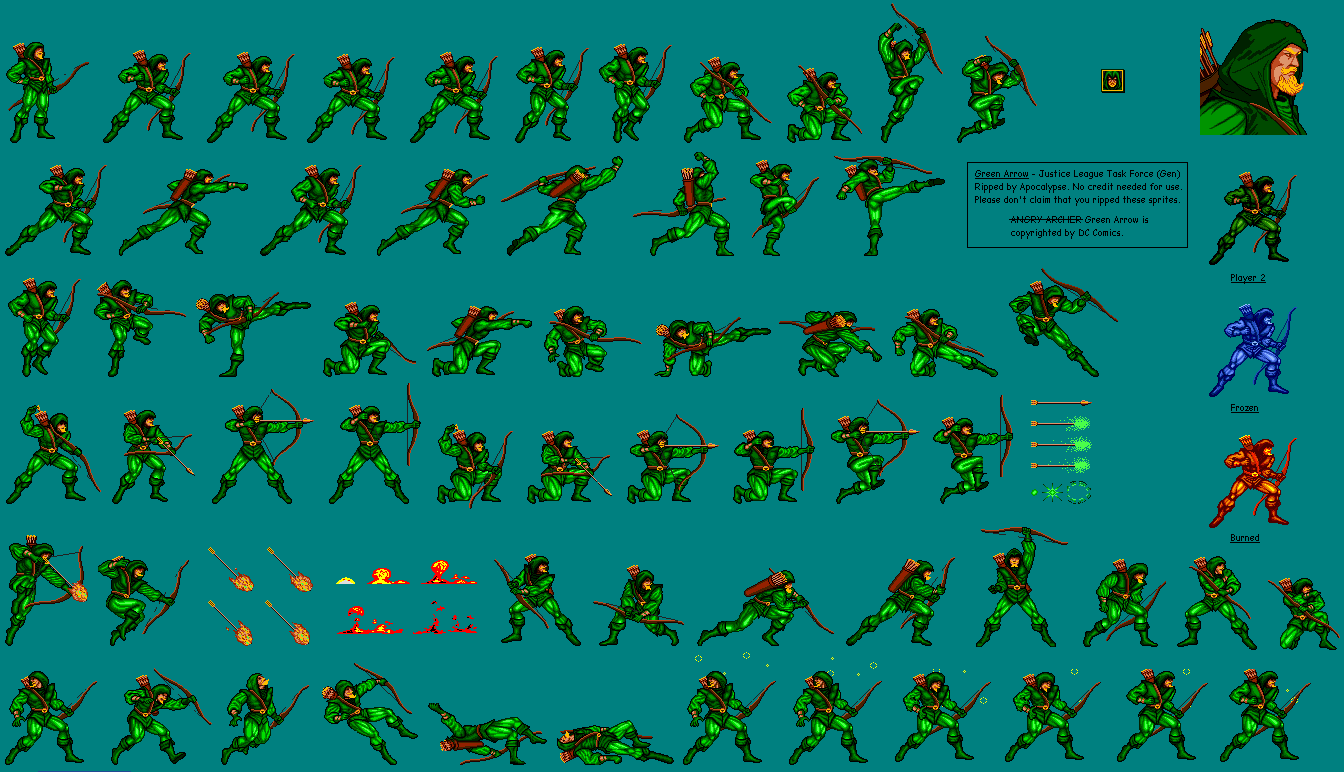 Green Arrow - Justice League Task Force (Gen)
Ripped by Apocalypse. No credit needed for use.
Please don't claim that you ripped these sprites.
ANGRY ARCHER Green Arrow is
copyrighted by DC Comics.
Player 2
Frozen
Burned